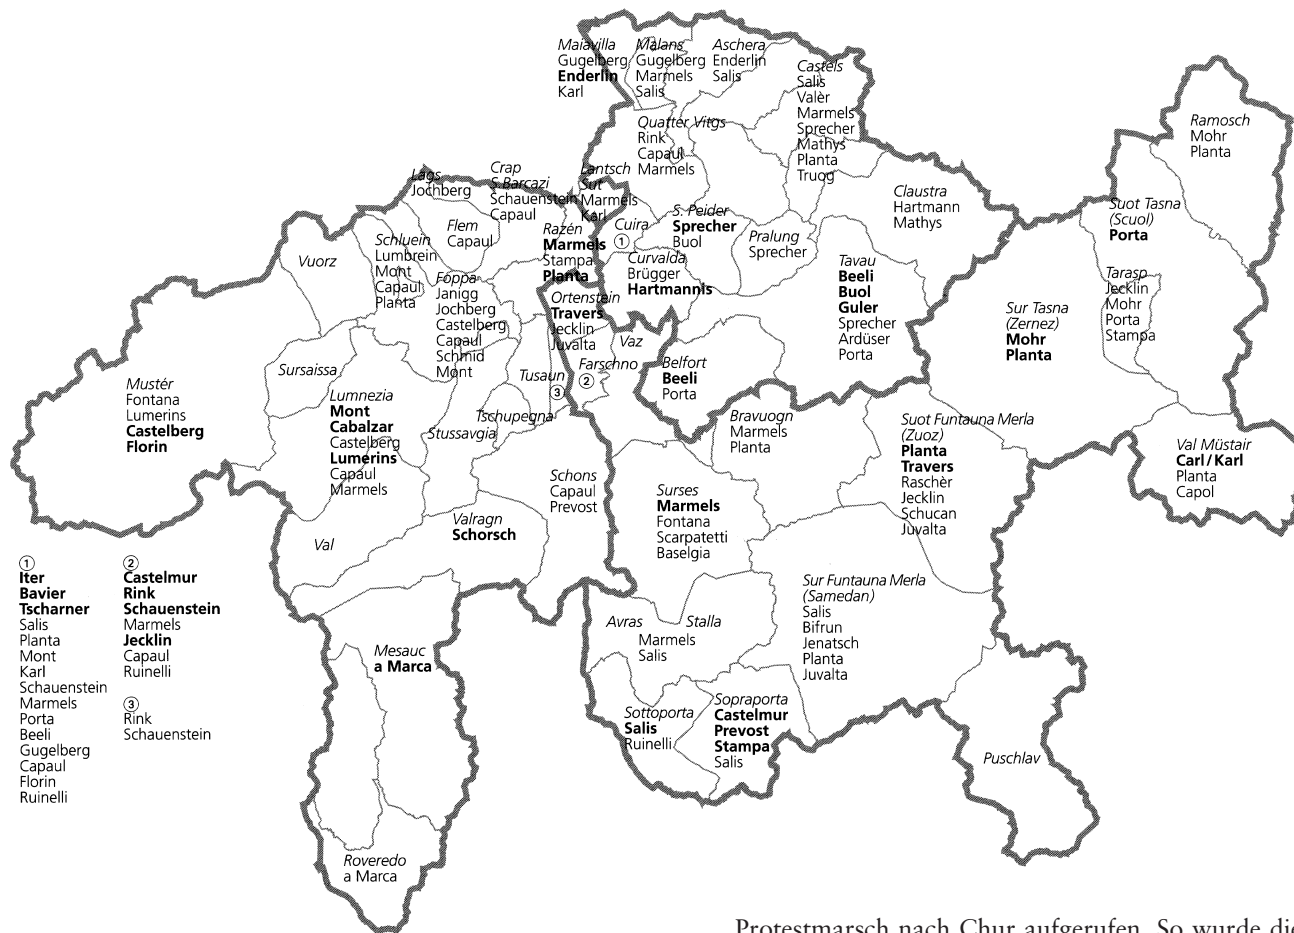 Maiavilla
Gugelberg
Enderlin
Karl
Malans
Gugelberg
Marmels
Salis
Aschera
Enderlin
Salis
Castels
Salis
Valèr
Marmels
Sprecher
Mathys
Planta
Truog
Quatter Vitgs
Rink
Capaul
Marmels
Ramosch
Mohr
Planta
Lags
Jochberg
Crap
S.Barcazi
Schauenstein
Capaul
Lantsch
Sut
Marmels
Karl
Claustra
Hartmann
Mathys
Suot Tasna
(Scuol)
Porta
Flem
Capaul
Razén
Marmels
Stampa
Planta
Cuira
①
S. Peider
Sprecher
Buol
Pralung
Sprecher
Vuorz
Schluein
Lumbrein
Mont
Capaul
Planta
Curvalda
Brügger
Hartmannis
Tavau
Beeli
Buol
Guler
Sprecher
Ardüser
Porta
Foppa
Janigg
Jochberg
Castelberg
Capaul
Schmid
Mont
Tarasp
Jecklin
Mohr
Porta
Stampa
Ortenstein
Travers
Jecklin
Juvalta
Sur Tasna
(Zernez)
Mohr
Planta
Vaz
Farschno
②
Belfort
Beeli
Porta
Sursaissa
Tusaun
③
Mustér
Fontana
Lumerins
Castelberg
Florin
Lumnezia
Mont
Cabalzar
Castelberg
Lumerins
Capaul
Marmels
Tschupegna
Stussavgia
Bravuogn
Marmels
Planta
Suot Funtauna Merla
(Zuoz)
Planta
Travers
Raschèr
Jecklin
Schucan
Juvalta
Val Müstair
Carl / Karl
Planta
Capol
Schons
Capaul
Prevost
Surses
Marmels
Fontana
Scarpatetti
Baselgia
Valragn
Schorsch
Val
①
Iter
Bavier
Tscharner
Salis
Planta
Mont
Karl
Schauenstein
Marmels
Porta
Beeli
Gugelberg
Capaul
Florin
Ruinelli
②
Castelmur
Rink
Schauenstein
Marmels
Jecklin
Capaul
Ruinelli
③
Rink
Schauenstein
Sur Funtauna Merla
(Samedan)
Salis
Bifrun
Jenatsch
Planta
Juvalta
Avras
Stalla
Marmels
Salis
Mesauc
a Marca
Sottoporta
Salis
Ruinelli
Sopraporta
Castelmur
Prevost
Stampa
Salis
Puschlav
Roveredo
a Marca
Protestmarsch nach Chur aufgerufen. So wurde die